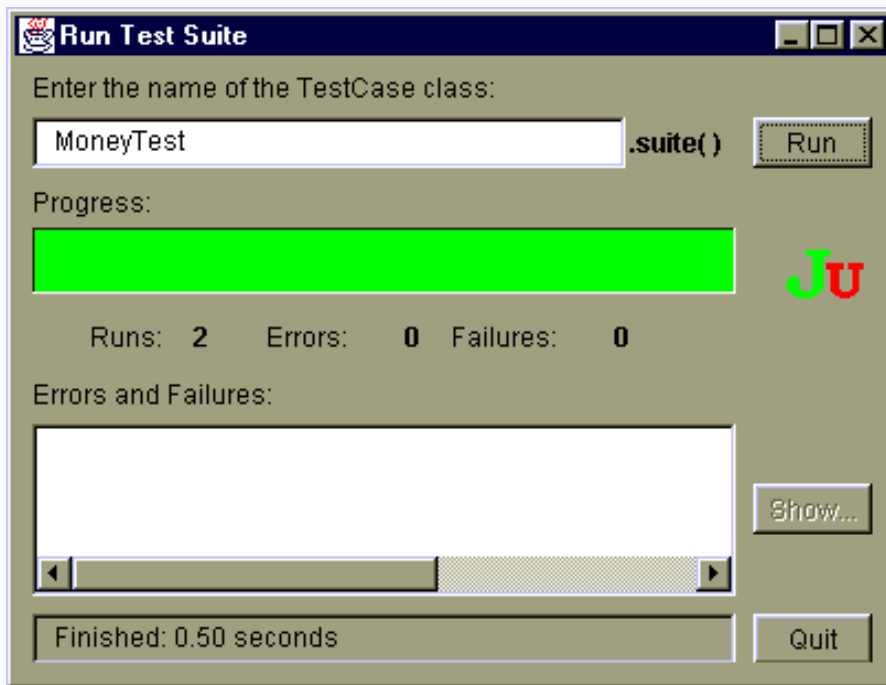 Run Test Suite
Enter the name of the TestCase class:
MoneyTest .suite( ) Run
Progress:
JU
Runs: 2 Errors: 0 Failures: 0
Errors and Failures:
Show...
Finished: 0.50 seconds Quit